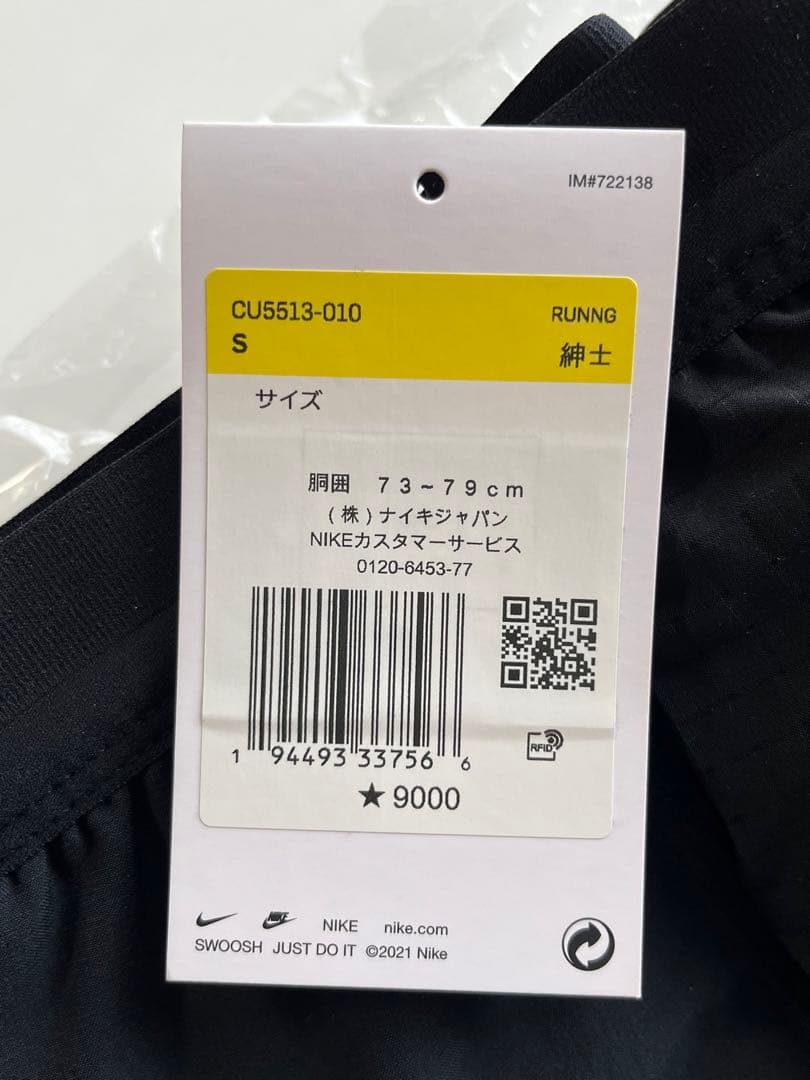 IM#722138
CU5513-010 RUNNG
S 紳士
サイズ
胴囲 73~79cm
(株)ナイキジャパン
NIKEカスタマーサービス
0120-6453-77
RFID
1 94493 33756 6
★9000
NIKE NIKE nike.com
SWOOSH JUST DO IT ©2021 Nike